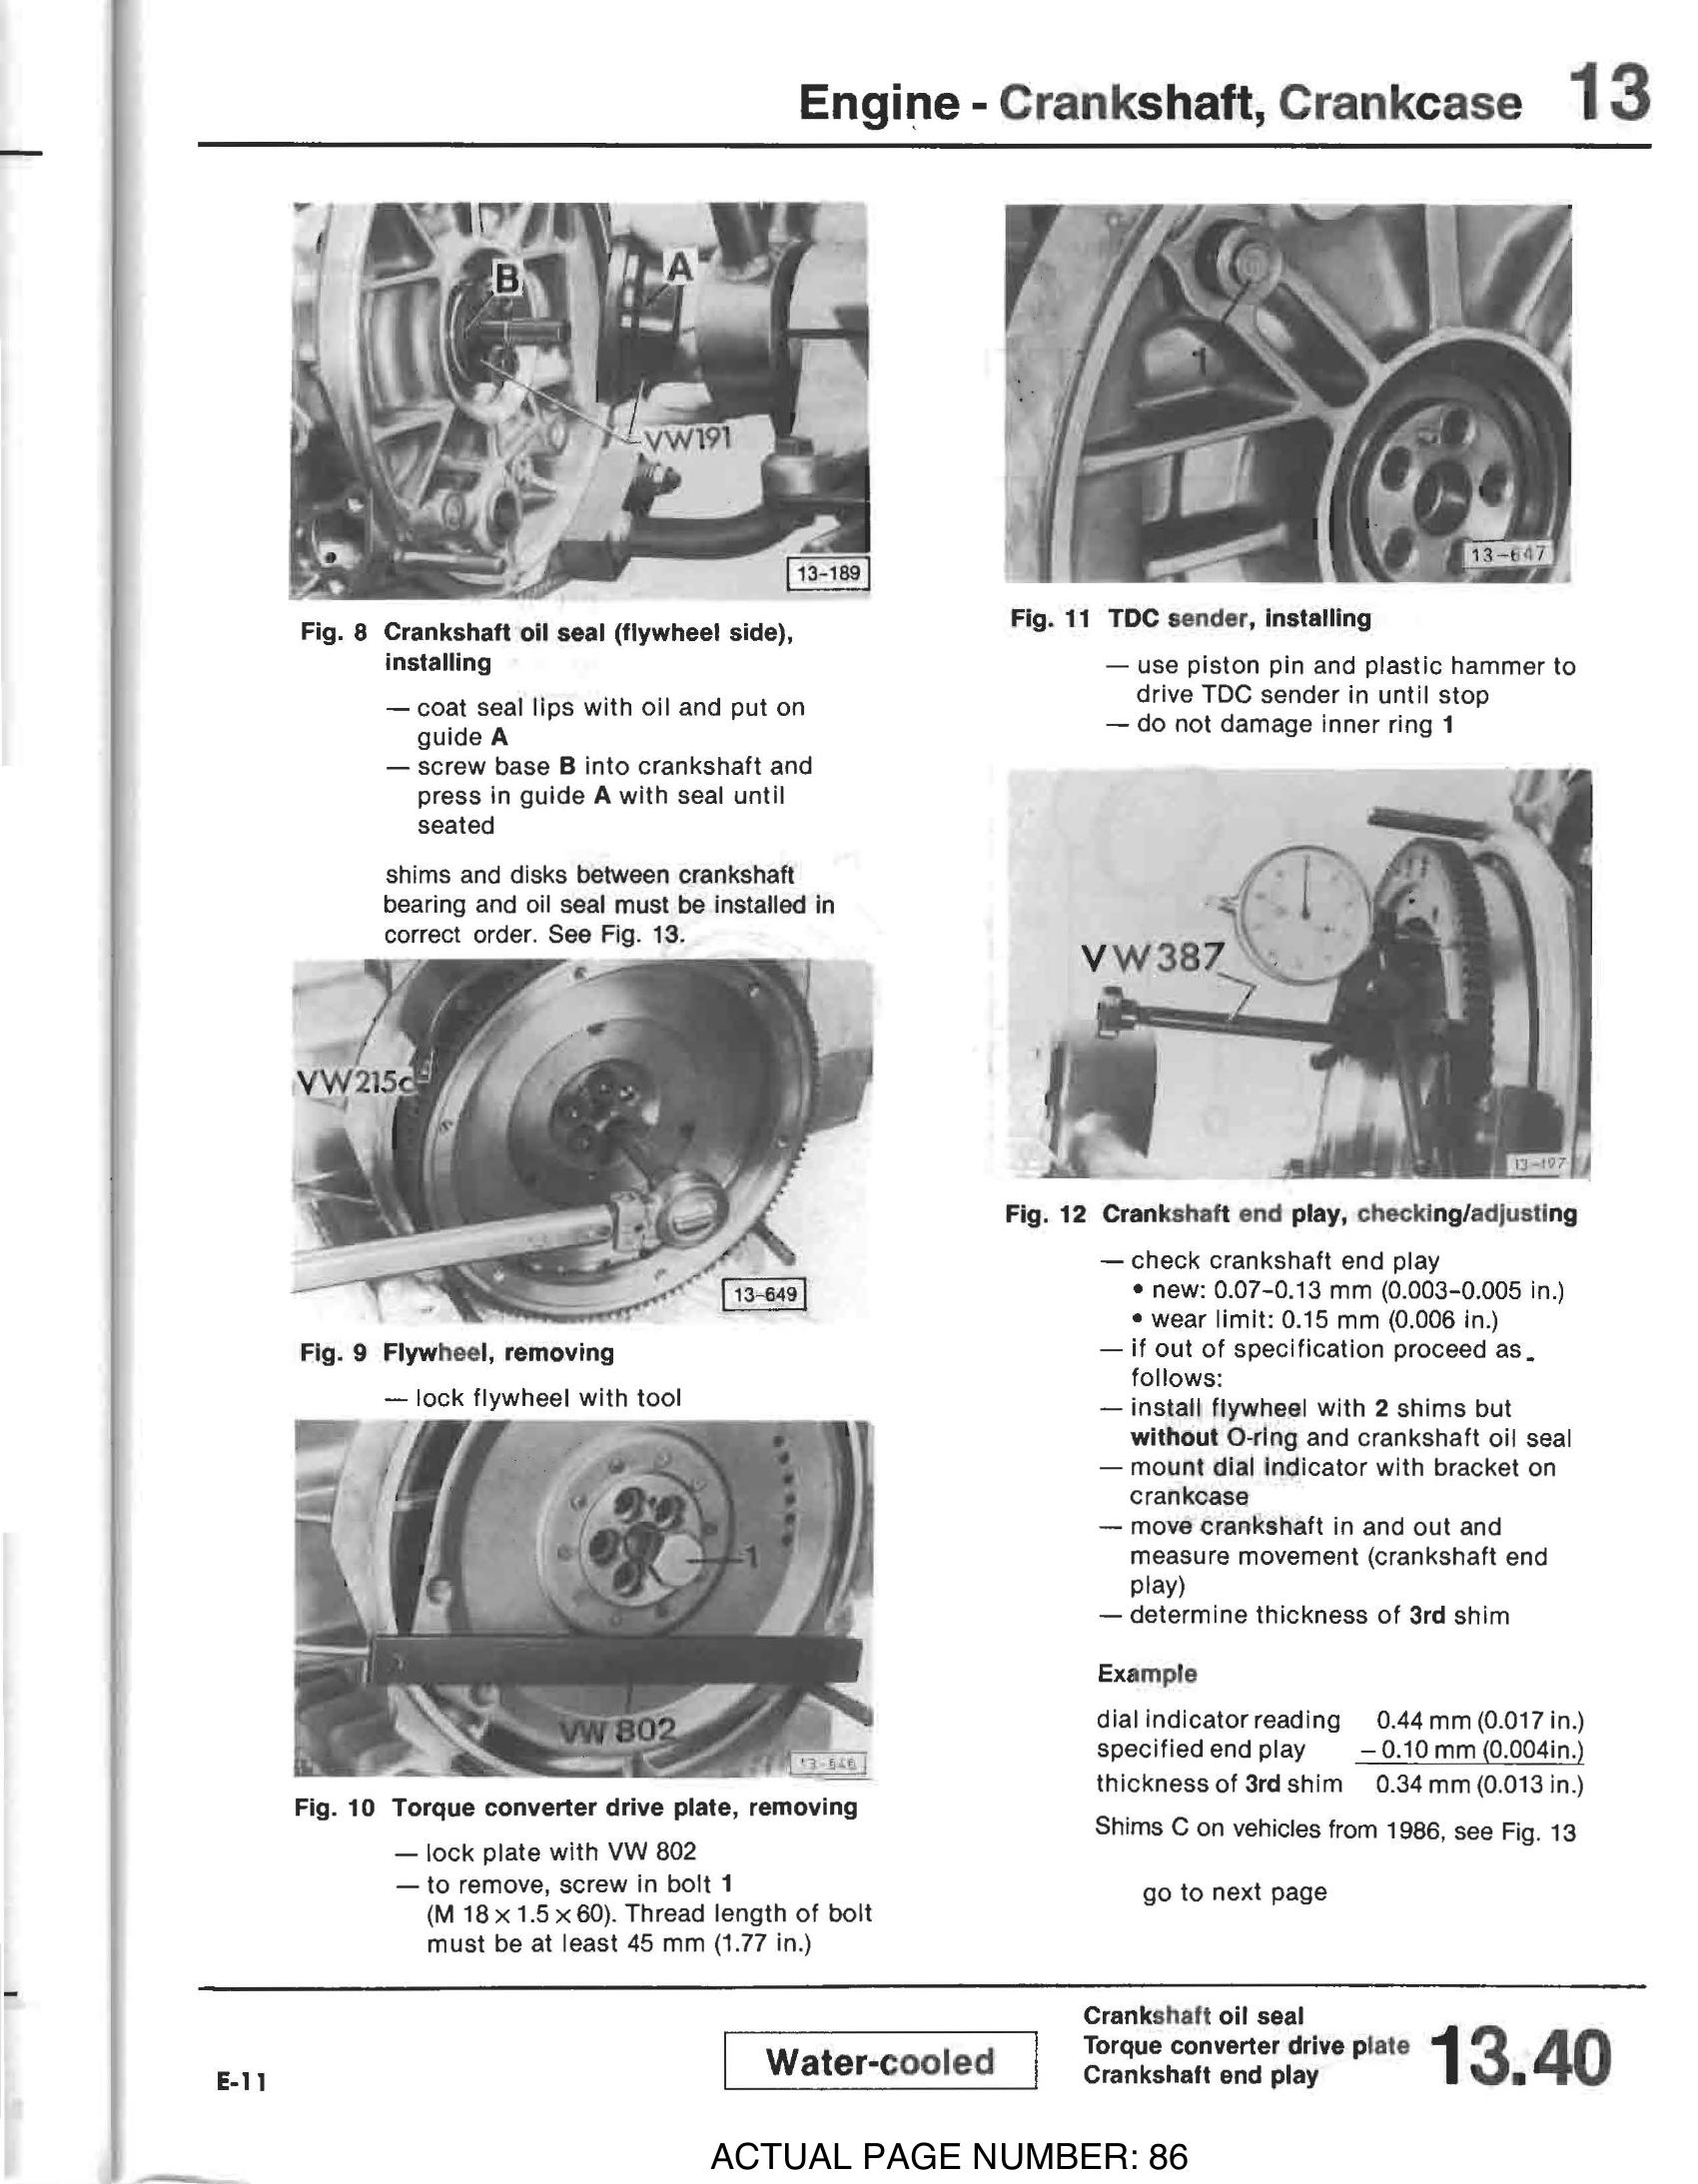 Engine - Crankshaft, Crankcase 13
B
A
VW191
13-189
Fig. 8 Crankshaft oil seal (flywheel side),
installing
— coat seal lips with oil and put on
guide A
— screw base B into crankshaft and
press in guide A with seal until
seated
shims and disks between crankshaft
bearing and oil seal must be installed in
correct order. See Fig. 13.
VW215c
13-649
Fig. 9 Flywheel, removing
— lock flywheel with tool
1
VW 802
13-646
Fig. 10 Torque converter drive plate, removing
— lock plate with VW 802
— to remove, screw in bolt 1
(M 18 x 1.5 x 60). Thread length of bolt
must be at least 45 mm (1.77 in.)
1
13-647
Fig. 11 TDC sender, installing
— use piston pin and plastic hammer to
drive TDC sender in until stop
— do not damage inner ring 1
VW387
13-197
Fig. 12 Crankshaft end play, checking/adjusting
— check crankshaft end play
• new: 0.07-0.13 mm (0.003-0.005 in.)
• wear limit: 0.15 mm (0.006 in.)
— if out of specification proceed as
follows:
— install flywheel with 2 shims but
without O-ring and crankshaft oil seal
— mount dial indicator with bracket on
crankcase
— move crankshaft in and out and
measure movement (crankshaft end
play)
— determine thickness of 3rd shim
Example
dial indicator reading 0.44 mm (0.017 in.)
specified end play – 0.10 mm (0.004in.)
thickness of 3rd shim 0.34 mm (0.013 in.)
Shims C on vehicles from 1986, see Fig. 13
go to next page
E-11
Water-cooled
Crankshaft oil seal
Torque converter drive plate
Crankshaft end play
13.40
ACTUAL PAGE NUMBER: 86